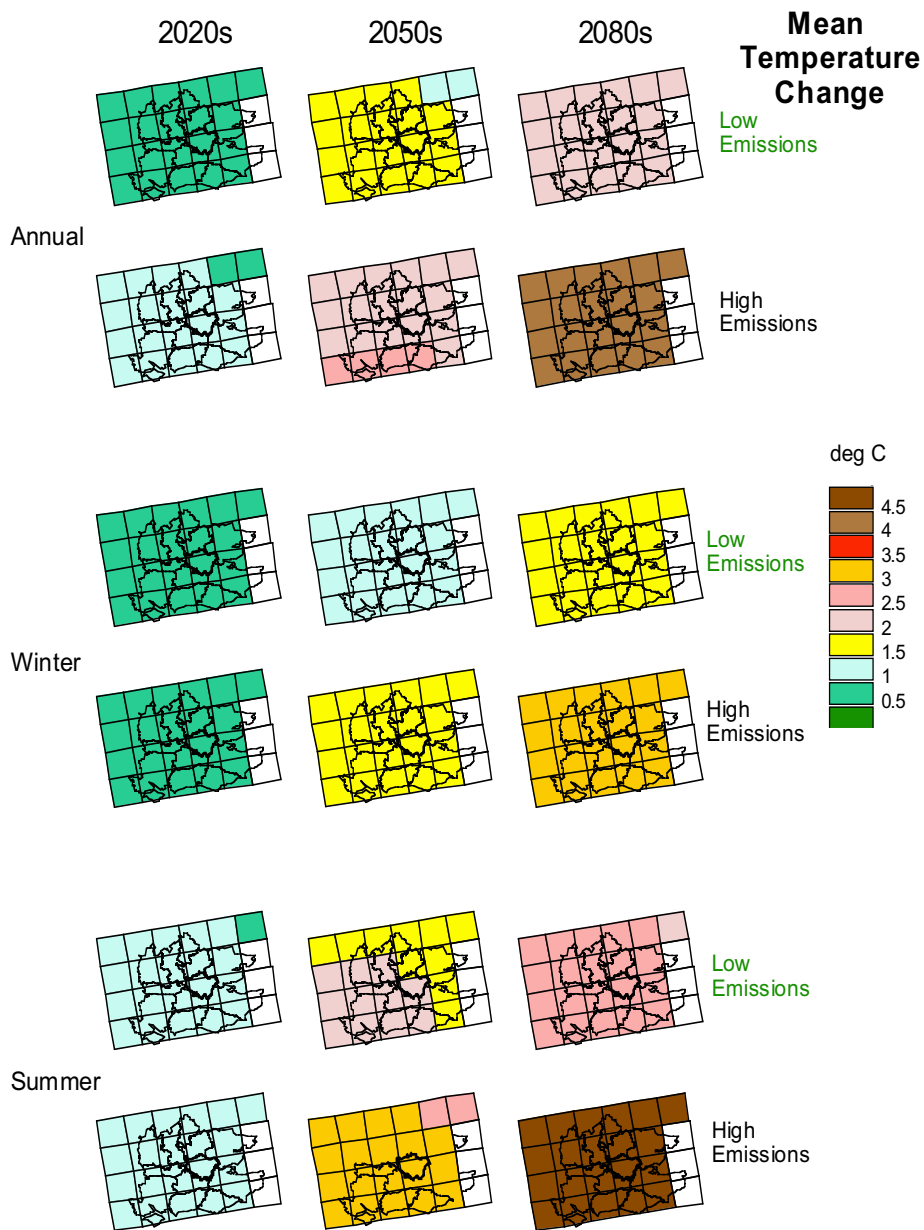 2020s
2050s
2080s
Mean
Temperature
Change
Low
Emissions
Annual
High
Emissions
deg C
4.5
4
3.5
3
2.5
2
1.5
1
0.5
Low
Emissions
Winter
High
Emissions
Low
Emissions
Summer
High
Emissions